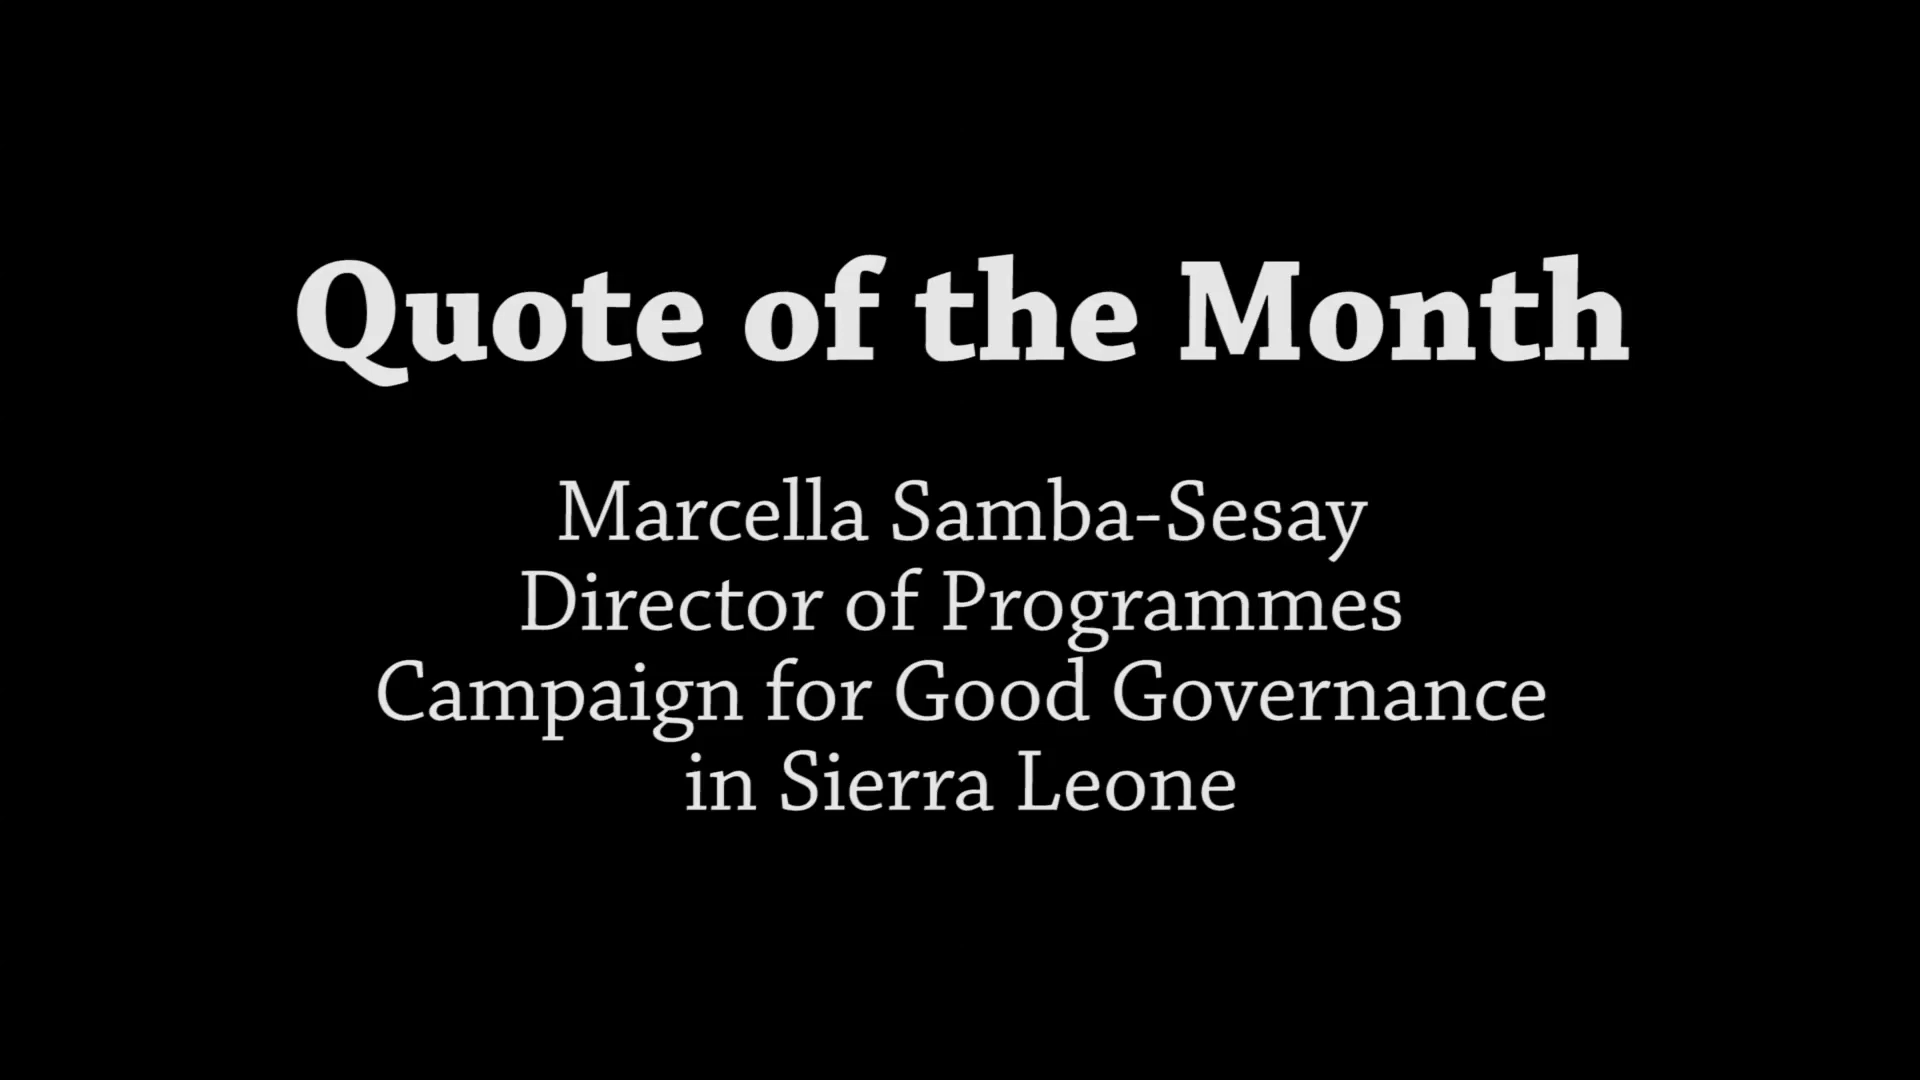 Quote of the Month
Marcella Samba-Sesay
Director of Programmes
Campaign for Good Governance
in Sierra Leone